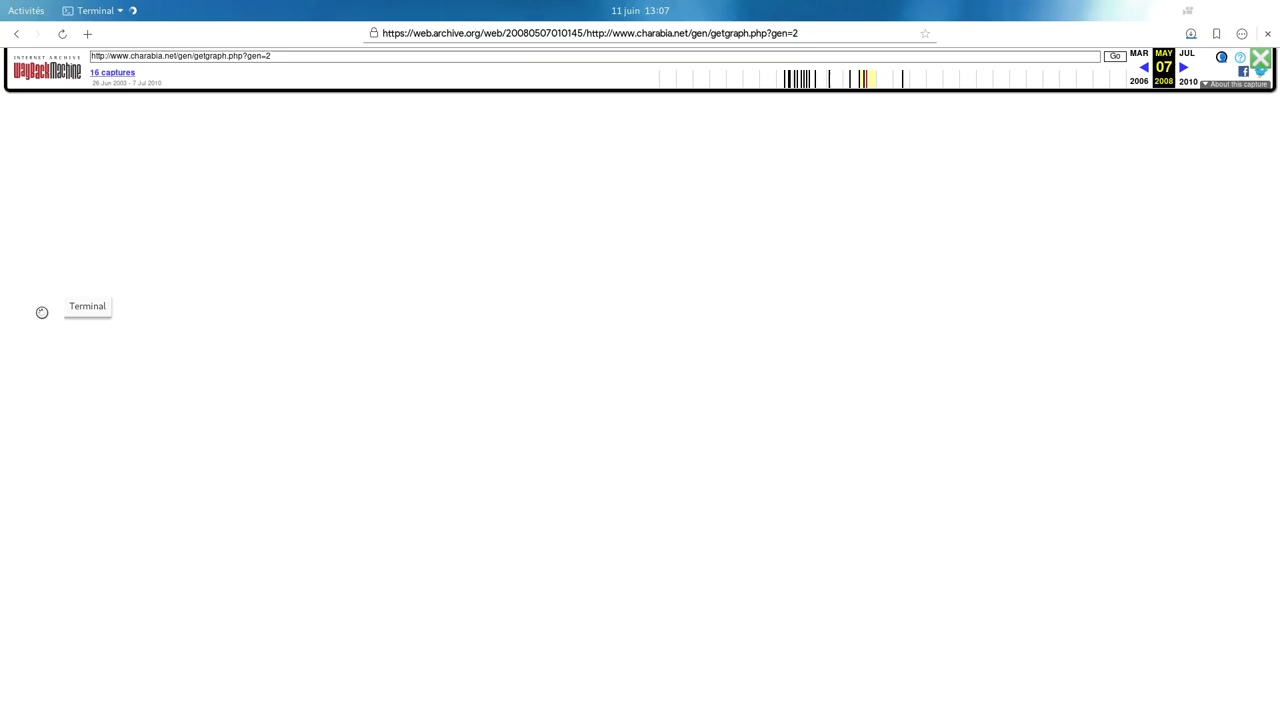 Activités Terminal 11 juin 13:07
https://web.archive.org/web/20080507010145/http://www.charabia.net/gen/getgraph.php?gen=2
INTERNET ARCHIVE
WayBackMachine
http://www.charabia.net/gen/getgraph.php?gen=2
Go
MAR MAY JUL
16 captures
07
26 Jun 2003 - 7 Jul 2010
2006 2008 2010
About this capture
Terminal